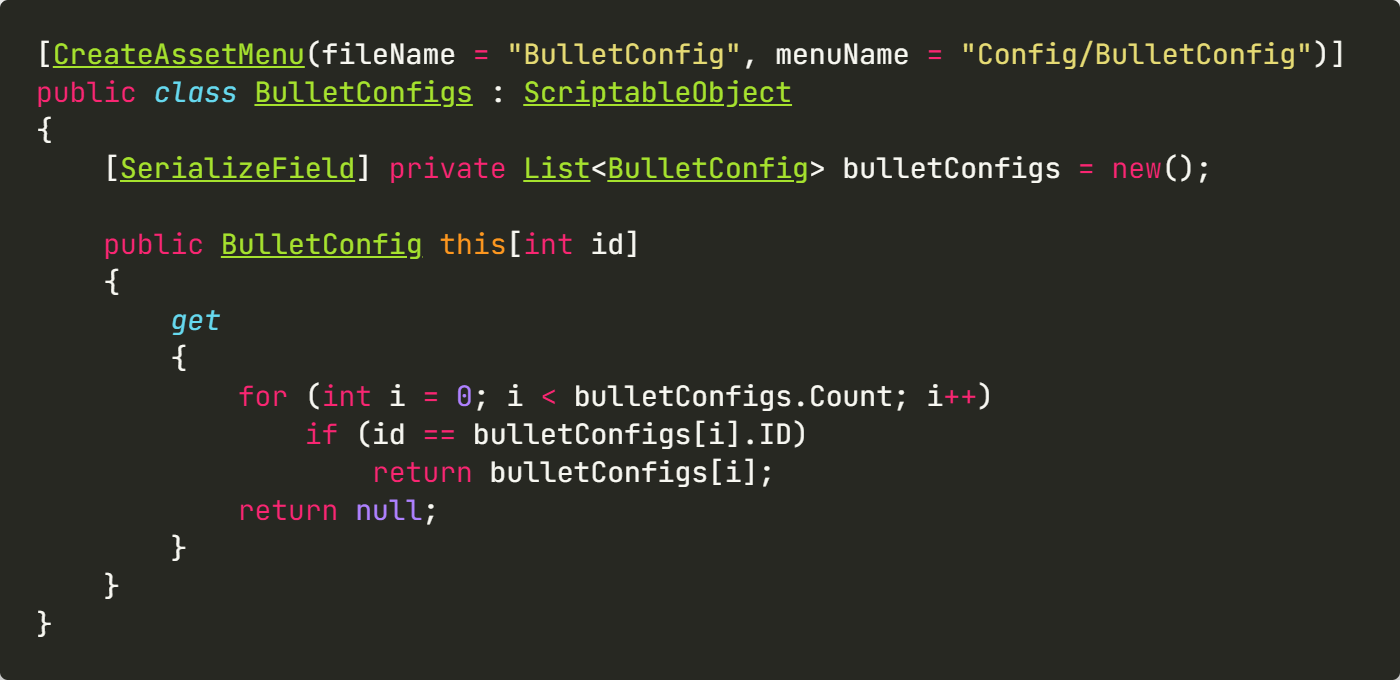 [CreateAssetMenu(fileName = "BulletConfig", menuName = "Config/BulletConfig")]
public class BulletConfigs : ScriptableObject
{
    [SerializeField] private List<BulletConfig> bulletConfigs = new();

    public BulletConfig this[int id]
    {
        get
        {
            for (int i = 0; i < bulletConfigs.Count; i++)
                if (id == bulletConfigs[i].ID)
                    return bulletConfigs[i];
            return null;
        }
    }
}